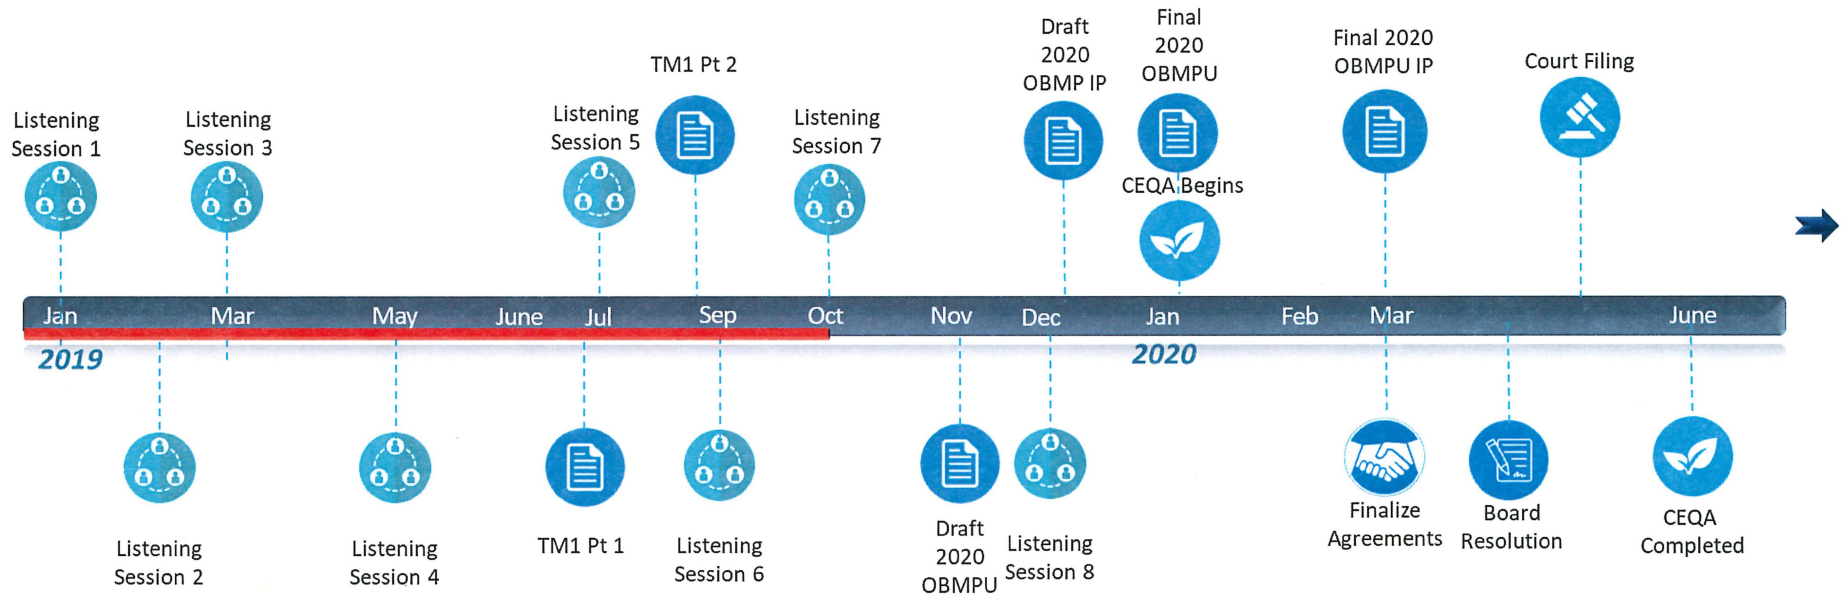 Listening
Session 1
Listening
Session 3
Listening
Session 5
TM1 Pt 2
Listening
Session 7
Draft
2020
OBMP IP
Final
2020
OBMPU
CEQA Begins
Final 2020
OBMPU IP
Court Filing
Jan
Mar
May
June
Jul
Sep
Oct
Nov
Dec
Jan
Feb
Mar
June
2019
2020
Listening
Session 2
Listening
Session 4
TM1 Pt 1
Listening
Session 6
Draft
2020
OBMPU
Listening
Session 8
Finalize
Agreements
Board
Resolution
CEQA
Completed